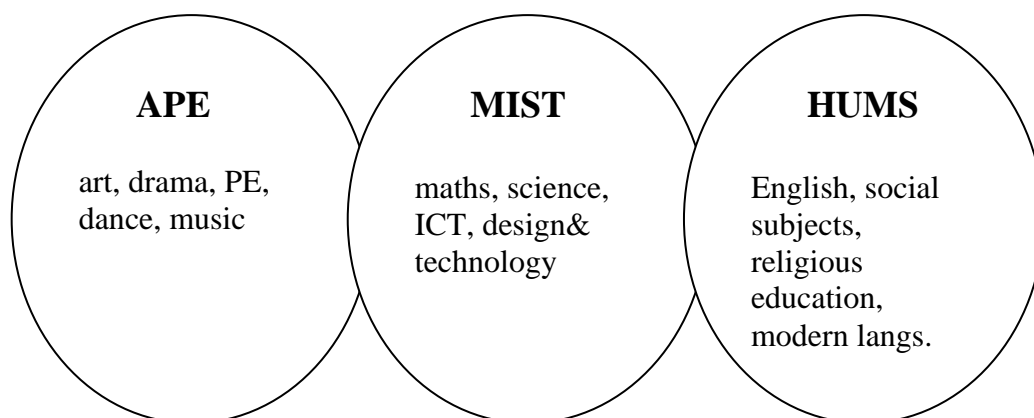 APE
art, drama, PE,
dance, music
MIST
maths, science,
ICT, design&
technology
HUMS
English, social
subjects,
religious
education,
modern langs.